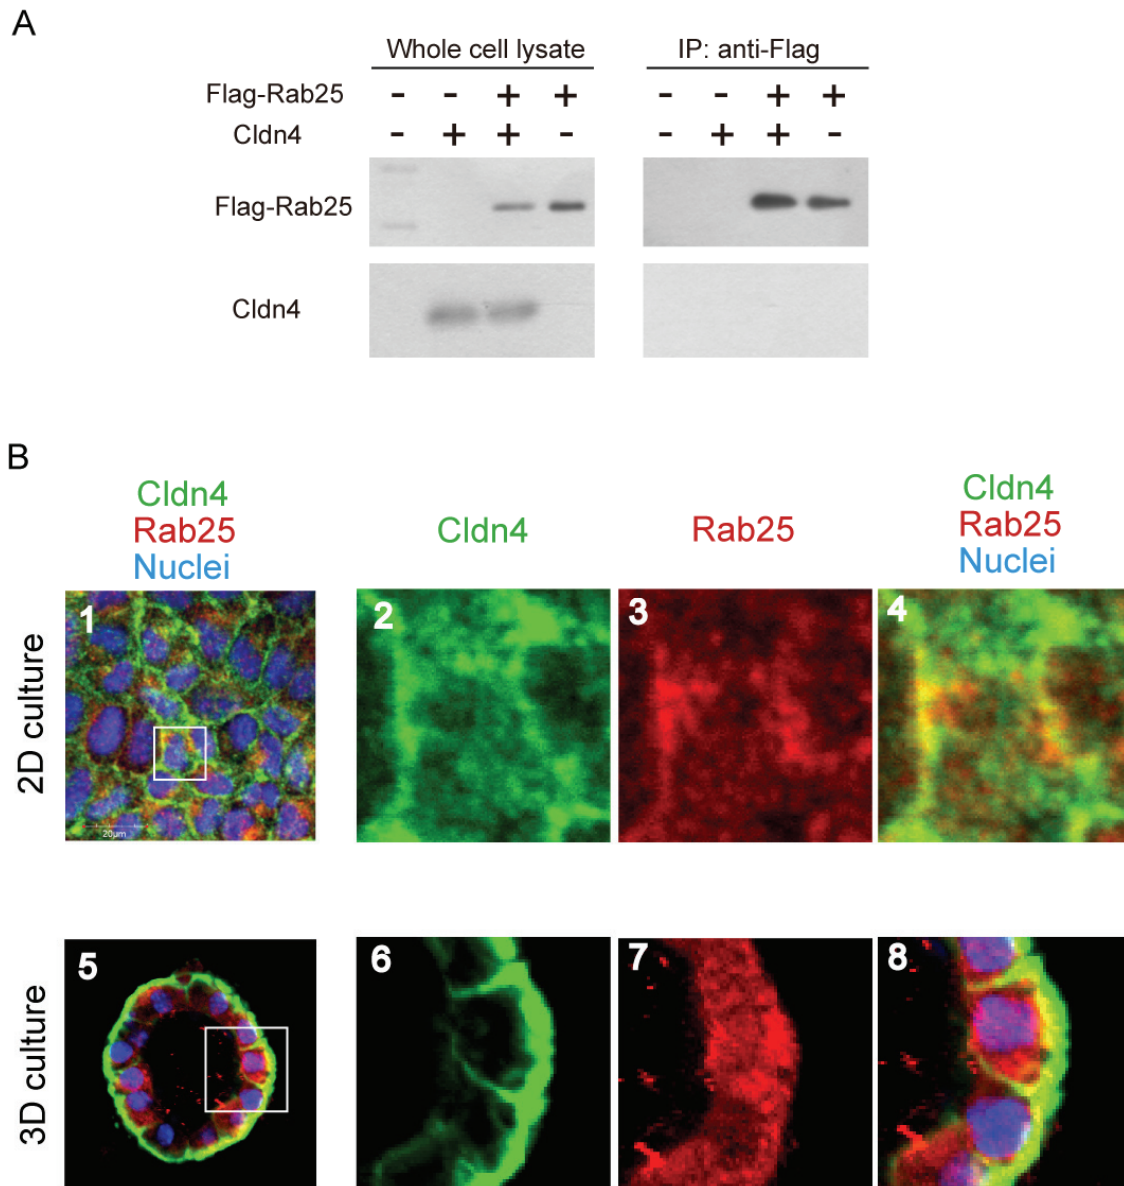 A
Whole cell lysate IP: anti-Flag
Flag-Rab25 - - + + - - + +
Cldn4 - + + - - + + -
Flag-Rab25
Cldn4
B
Cldn4
Rab25
Nuclei
Cldn4
Rab25
Cldn4
Rab25
Nuclei
2D culture
1
20μm
2
3
4
3D culture
5
6
7
8